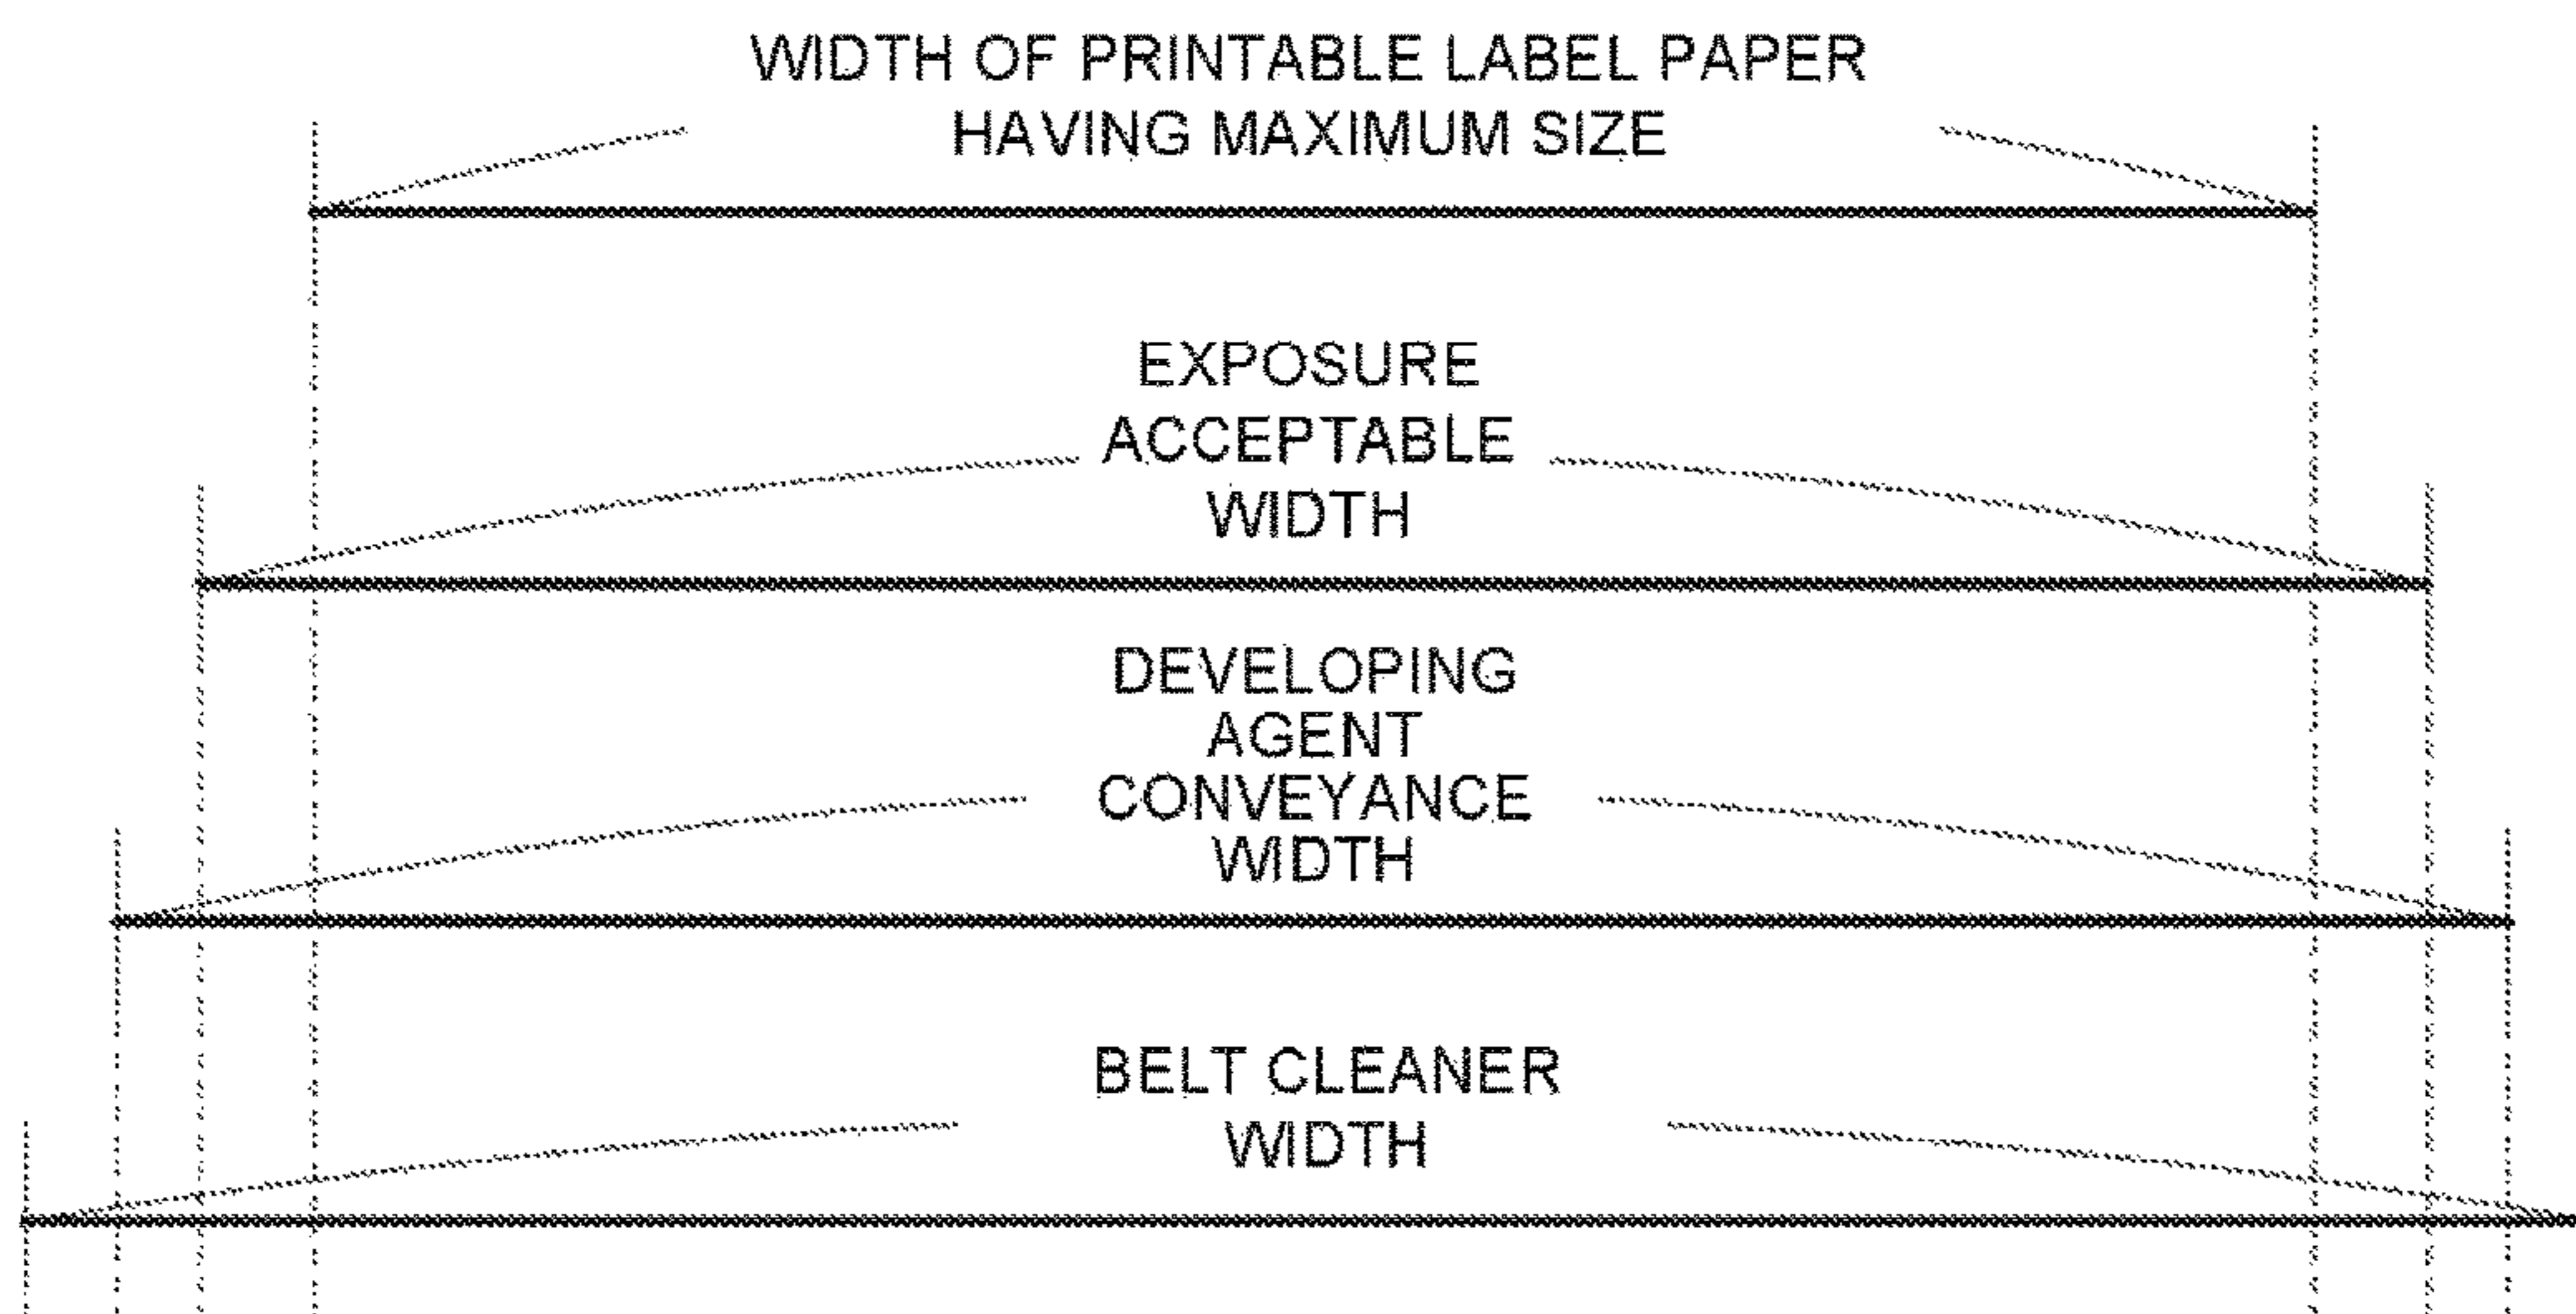 WIDTH OF PRINTABLE LABEL PAPER
HAVING MAXIMUM SIZE
EXPOSURE
ACCEPTABLE
WIDTH
DEVELOPING
AGENT
CONVEYANCE
WIDTH
BELT CLEANER
WIDTH